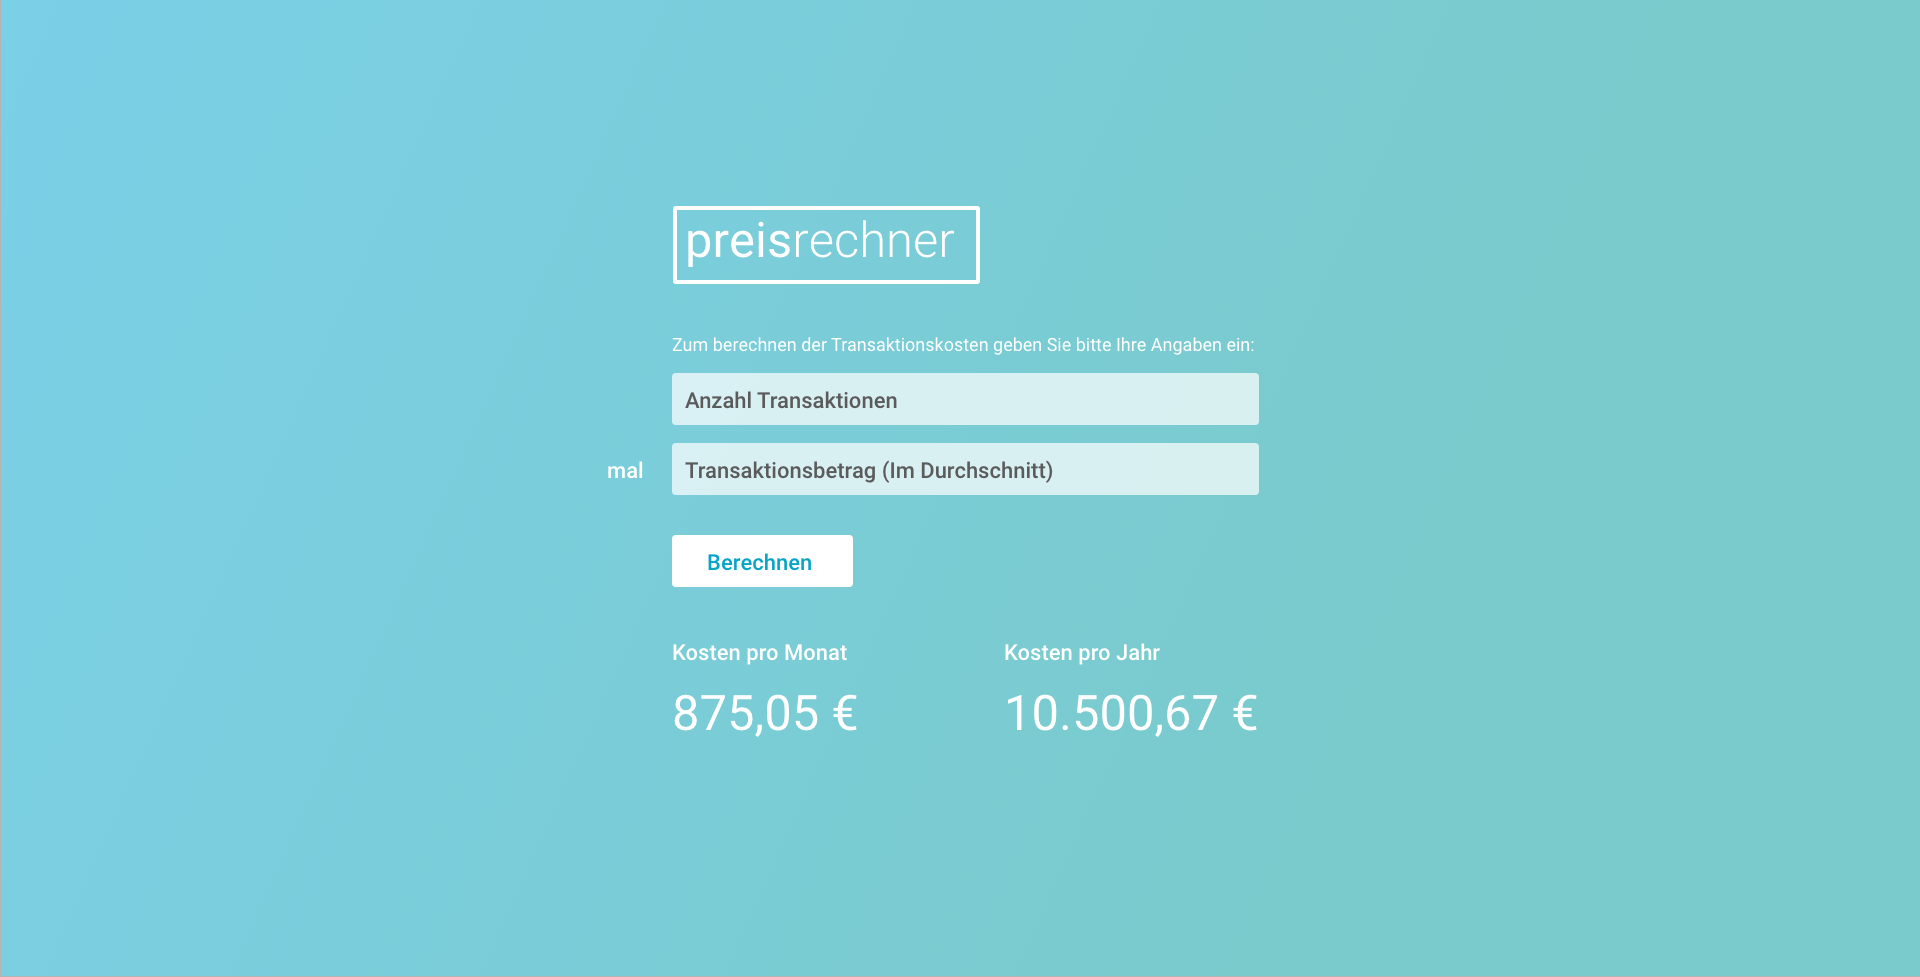 preisrechner
Zum berechnen der Transaktionskosten geben Sie bitte Ihre Angaben ein:
Anzahl Transaktionen
mal Transaktionsbetrag (Im Durchschnitt)
Berechnen
Kosten pro Monat Kosten pro Jahr
875,05 € 10.500,67 €